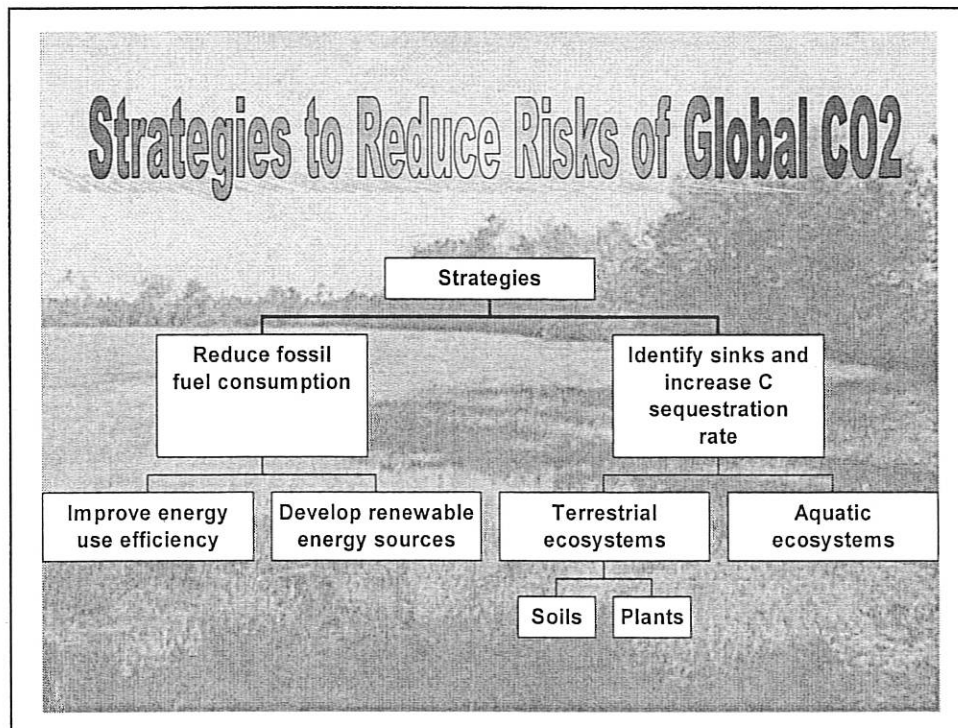 Strategies to Reduce Risks of Global CO2
Strategies
Reduce fossil
fuel consumption
Identify sinks and
increase C
sequestration
rate
Improve energy
use efficiency
Develop renewable
energy sources
Terrestrial
ecosystems
Aquatic
ecosystems
Soils
Plants